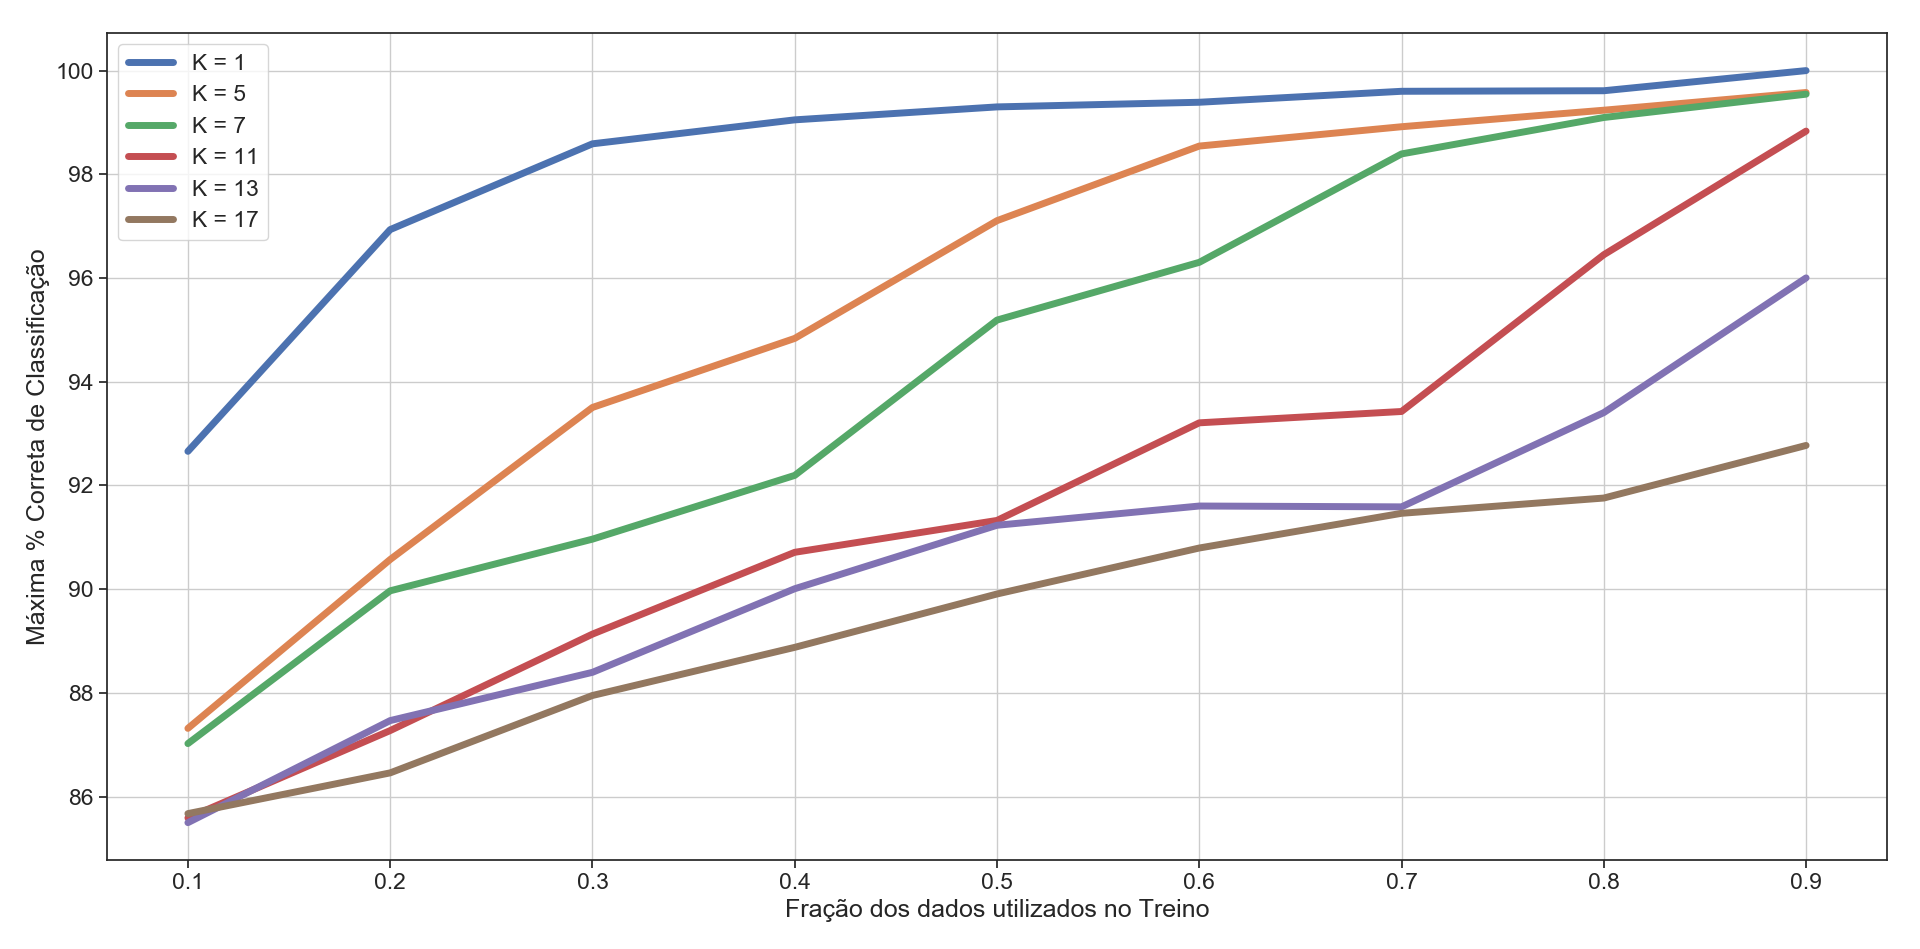 K = 1
K = 5
K = 7
K = 11
K = 13
K = 17
100
98
96
94
92
90
88
86
Máxima % Correta de Classificação
0.1 0.2 0.3 0.4 0.5 0.6 0.7 0.8 0.9
Fração dos dados utilizados no Treino